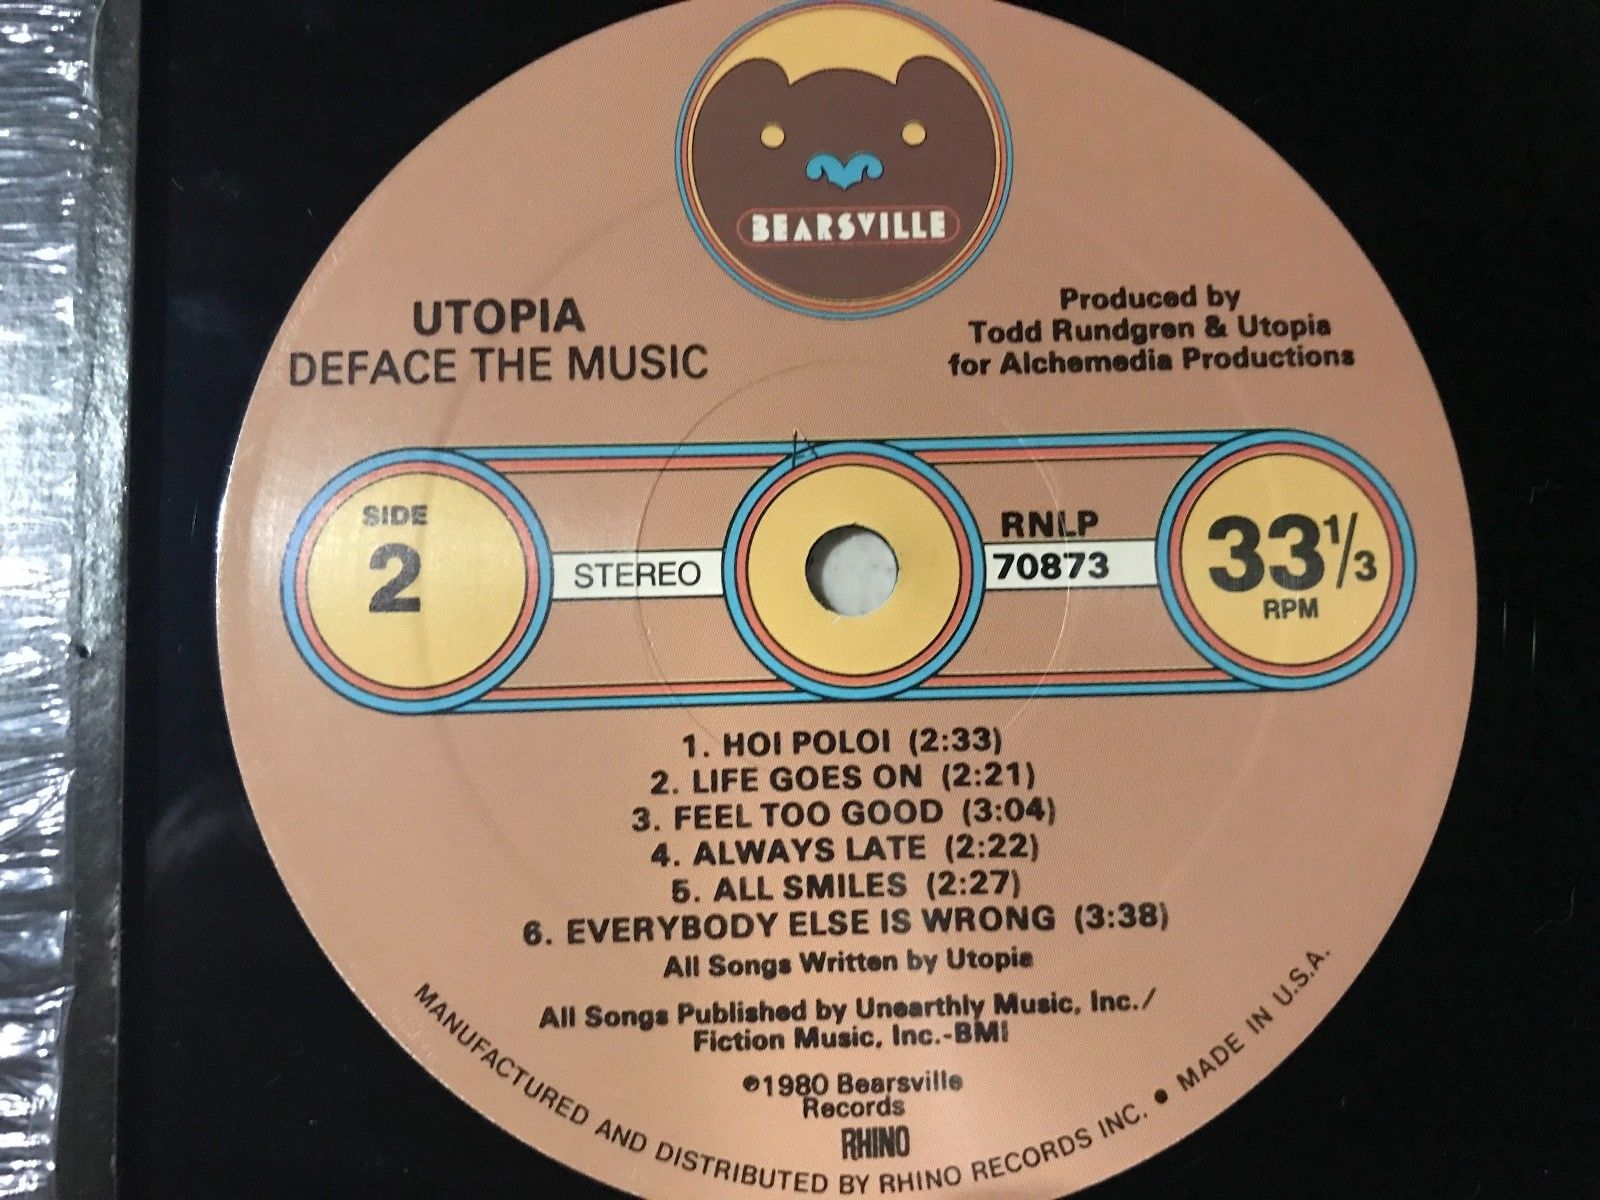 BEARSVILLE
UTOPIA
DEFACE THE MUSIC
Produced by
Todd Rundgren & Utopia
for Alchemedia Productions
SIDE
2
STEREO
RNLP
70873
33 1/3
RPM
1. HOI POLOI (2:33)
2. LIFE GOES ON (2:21)
3. FEEL TOO GOOD (3:04)
4. ALWAYS LATE (2:22)
5. ALL SMILES (2:27)
6. EVERYBODY ELSE IS WRONG (3:38)
All Songs Written by Utopia
All Songs Published by Unearthly Music, Inc./
Fiction Music, Inc.-BMI
℗1980 Bearsville
Records
RHINO
MANUFACTURED AND DISTRIBUTED BY RHINO RECORDS INC. • MADE IN U.S.A.